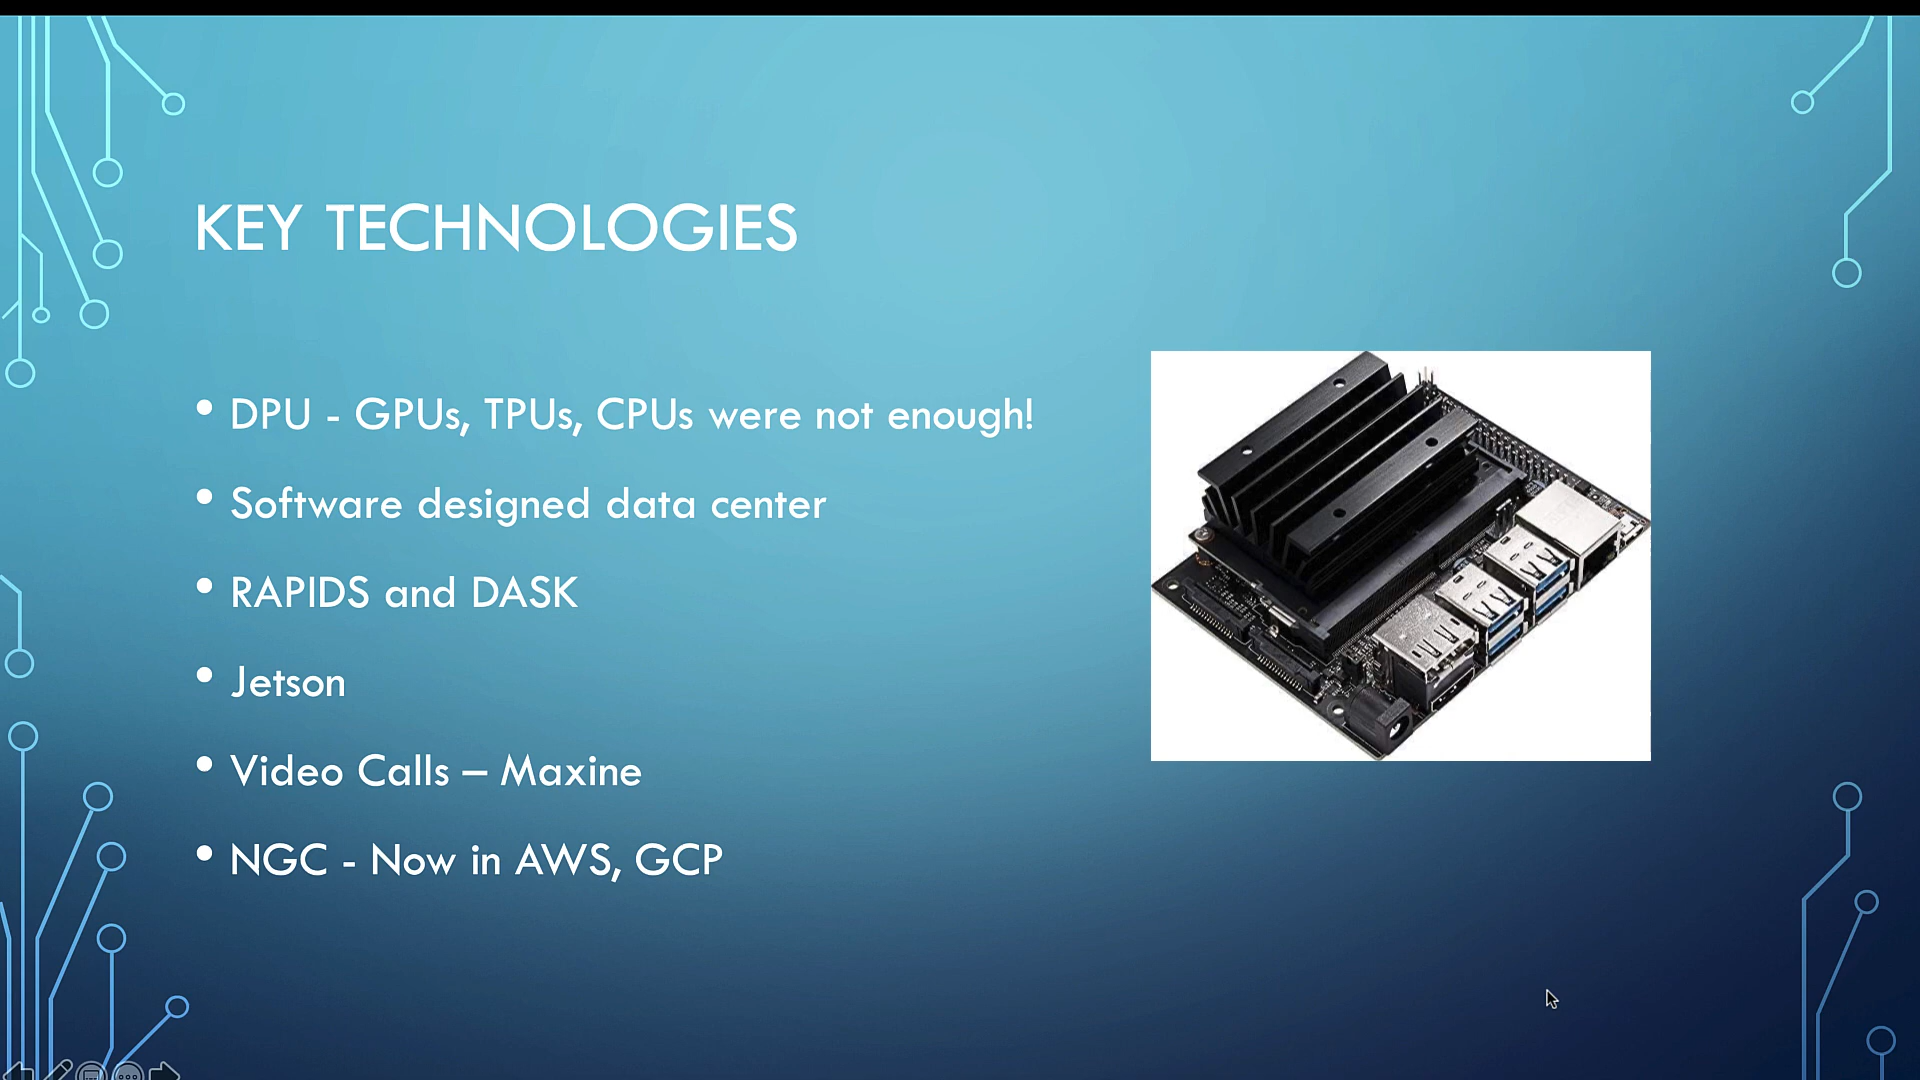 KEY TECHNOLOGIES
• DPU - GPUs, TPUs, CPUs were not enough!
• Software designed data center
• RAPIDS and DASK
• Jetson
• Video Calls – Maxine
• NGC - Now in AWS, GCP